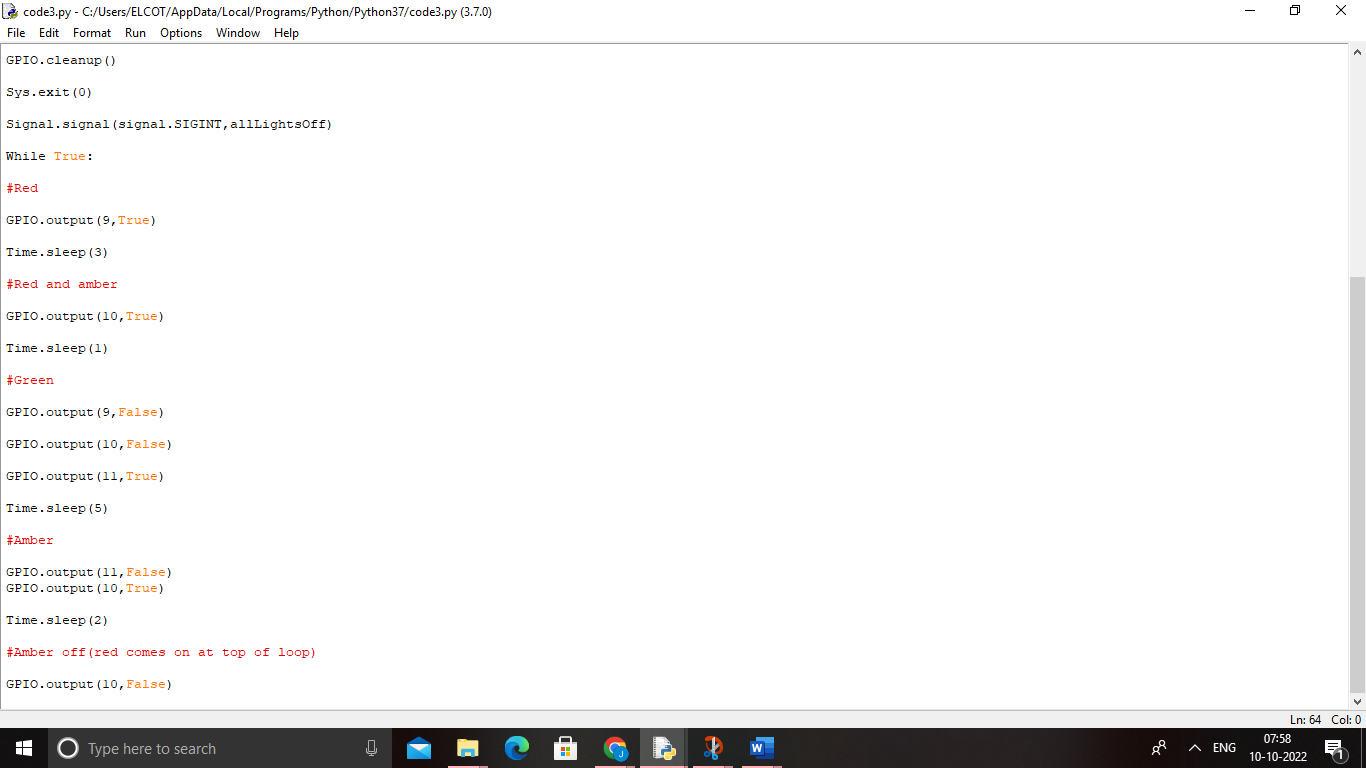 code3.py - C:/Users/ELCOT/AppData/Local/Programs/Python/Python37/code3.py (3.7.0)
File Edit Format Run Options Window Help
GPIO.cleanup()
Sys.exit(0)
Signal.signal(signal.SIGINT,allLightsOff)
While True:
#Red
GPIO.output(9,True)
Time.sleep(3)
#Red and amber
GPIO.output(10,True)
Time.sleep(1)
#Green
GPIO.output(9,False)
GPIO.output(10,False)
GPIO.output(11,True)
Time.sleep(5)
#Amber
GPIO.output(11,False)
GPIO.output(10,True)
Time.sleep(2)
#Amber off(red comes on at top of loop)
GPIO.output(10,False)
Ln: 64 Col: 0
Type here to search
J
W
ENG
07:58
10-10-2022
1